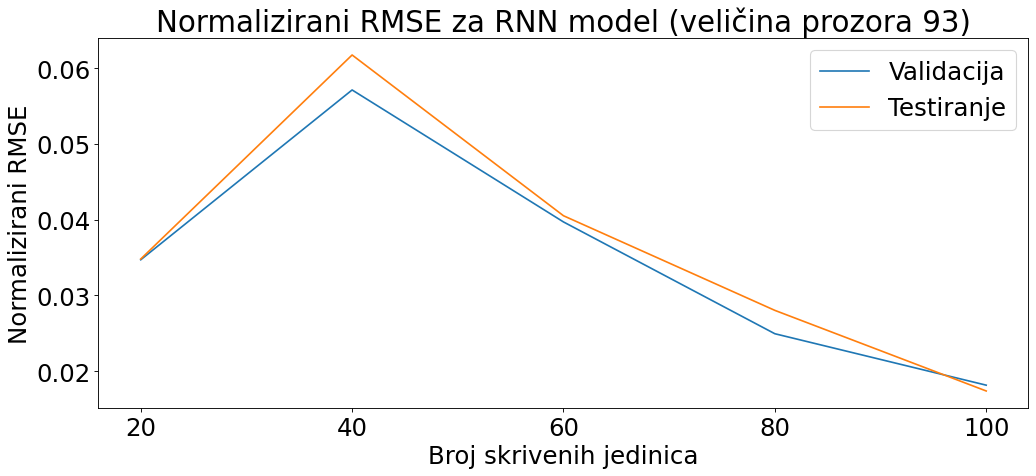 Normalizirani RMSE za RNN model (veličina prozora 93)
Normalizirani RMSE
0.06
0.05
0.04
0.03
0.02
Validacija
Testiranje
20 40 60 80 100
Broj skrivenih jedinica